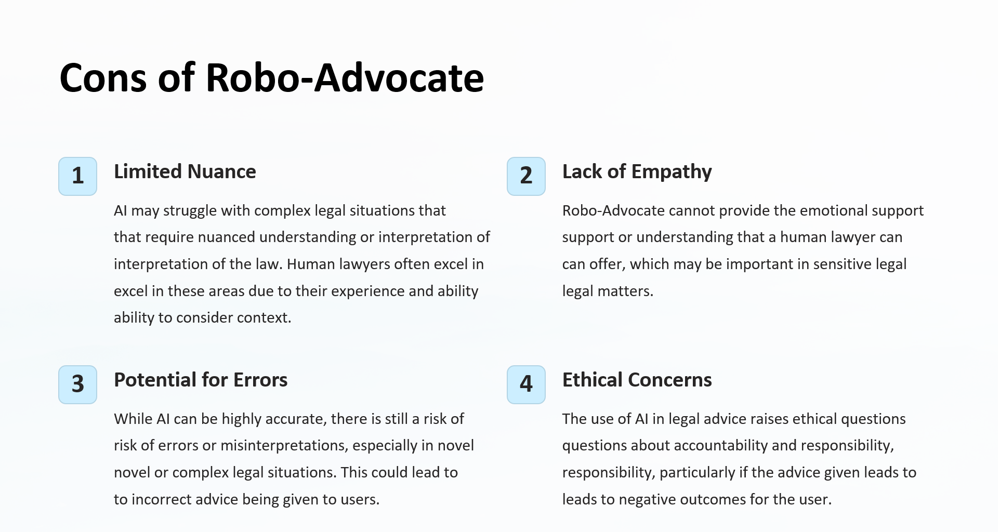 Cons of Robo-Advocate
1
Limited Nuance
AI may struggle with complex legal situations that
that require nuanced understanding or interpretation of
interpretation of the law. Human lawyers often excel in
excel in these areas due to their experience and ability
ability to consider context.
2
Lack of Empathy
Robo-Advocate cannot provide the emotional support
support or understanding that a human lawyer can
can offer, which may be important in sensitive legal
legal matters.
3
Potential for Errors
While AI can be highly accurate, there is still a risk of
risk of errors or misinterpretations, especially in novel
novel or complex legal situations. This could lead to
to incorrect advice being given to users.
4
Ethical Concerns
The use of AI in legal advice raises ethical questions
questions about accountability and responsibility,
responsibility, particularly if the advice given leads to
leads to negative outcomes for the user.